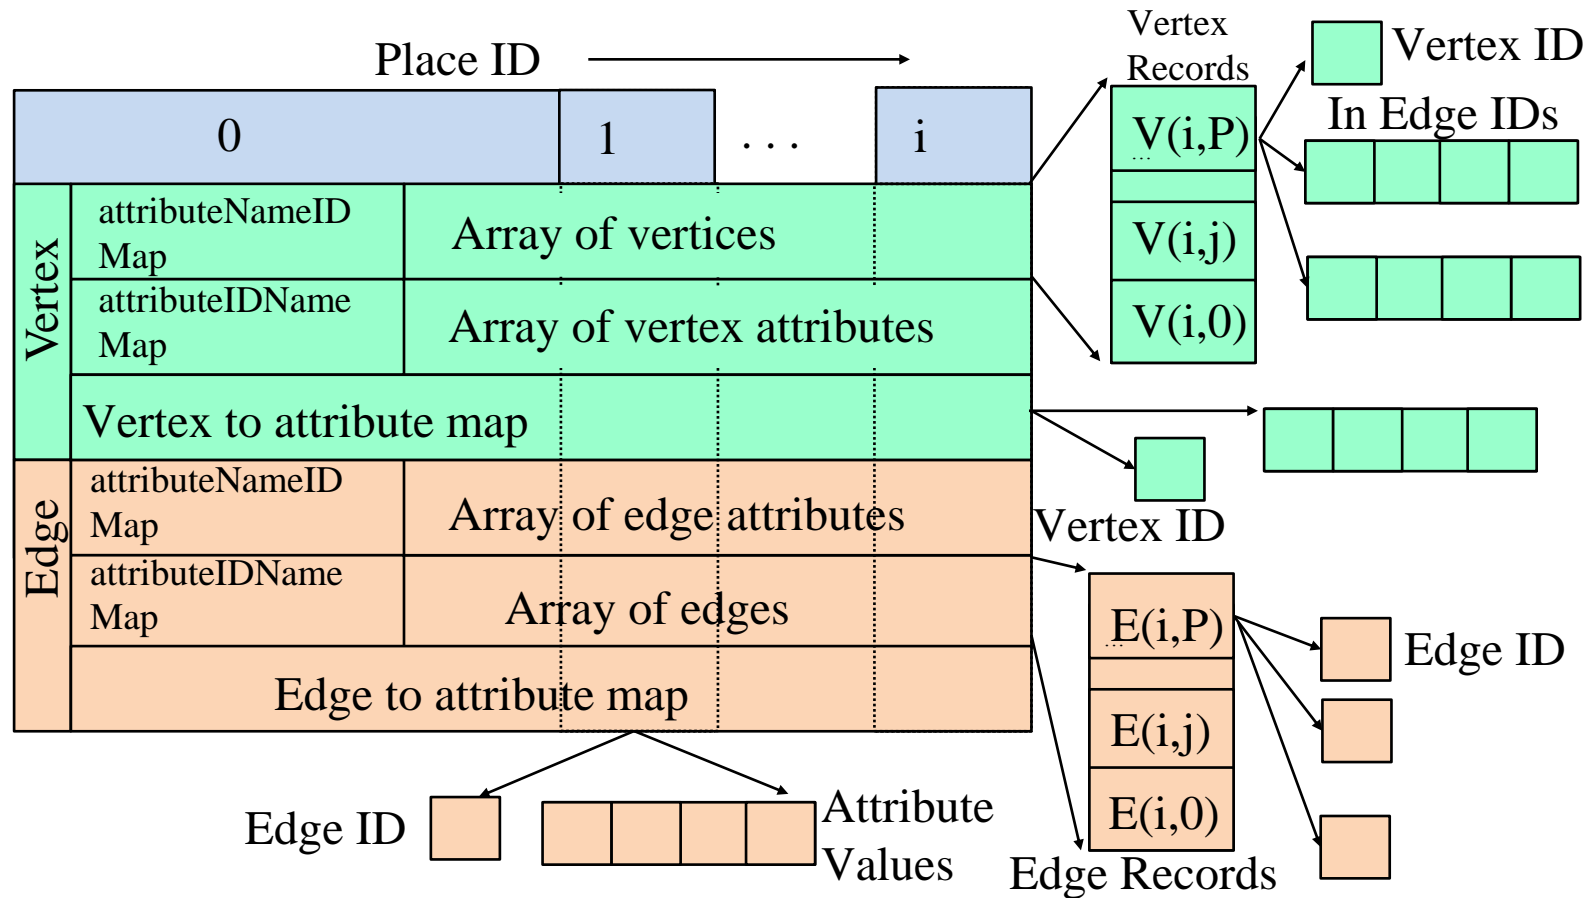 Place ID
0
1
. . .
i
Vertex
attributeNameID
Map
Array of vertices
attributeIDName
Map
Array of vertex attributes
Vertex to attribute map
Edge
attributeNameID
Map
Array of edge attributes
attributeIDName
Map
Array of edges
Edge to attribute map
Edge ID
Attribute
Values
Vertex
Records
V(i,P)
...
V(i,j)
V(i,0)
Vertex ID
In Edge IDs
Vertex ID
E(i,P)
...
E(i,j)
E(i,0)
Edge Records
Edge ID